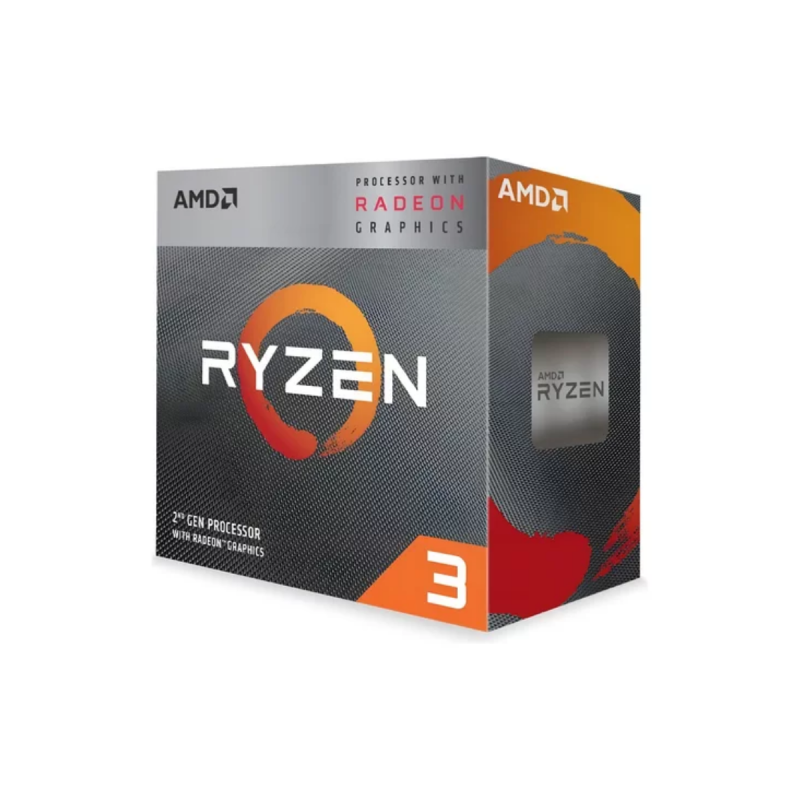 AMD
PROCESSOR WITH
RADEON
GRAPHICS
RYZEN
2ND GEN PROCESSOR
WITH RADEON™ GRAPHICS
3
AMD
AMD
RYZEN